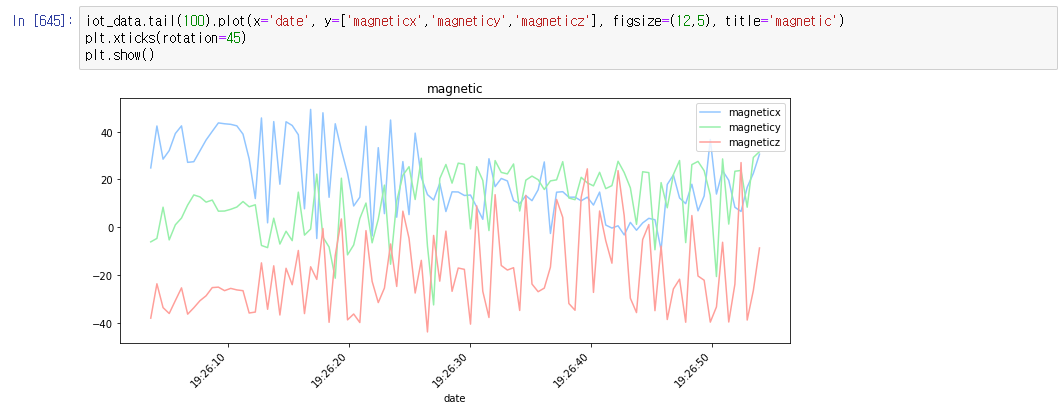 In [645]: iot_data.tail(100).plot(x='date', y=['magneticx','magneticy','magneticz'], figsize=(12,5), title='magnetic')
plt.xticks(rotation=45)
plt.show()
magnetic
magneticx
magneticy
magneticz
40
20
0
−20
−40
19:26:10
19:26:20
19:26:30
19:26:40
19:26:50
date